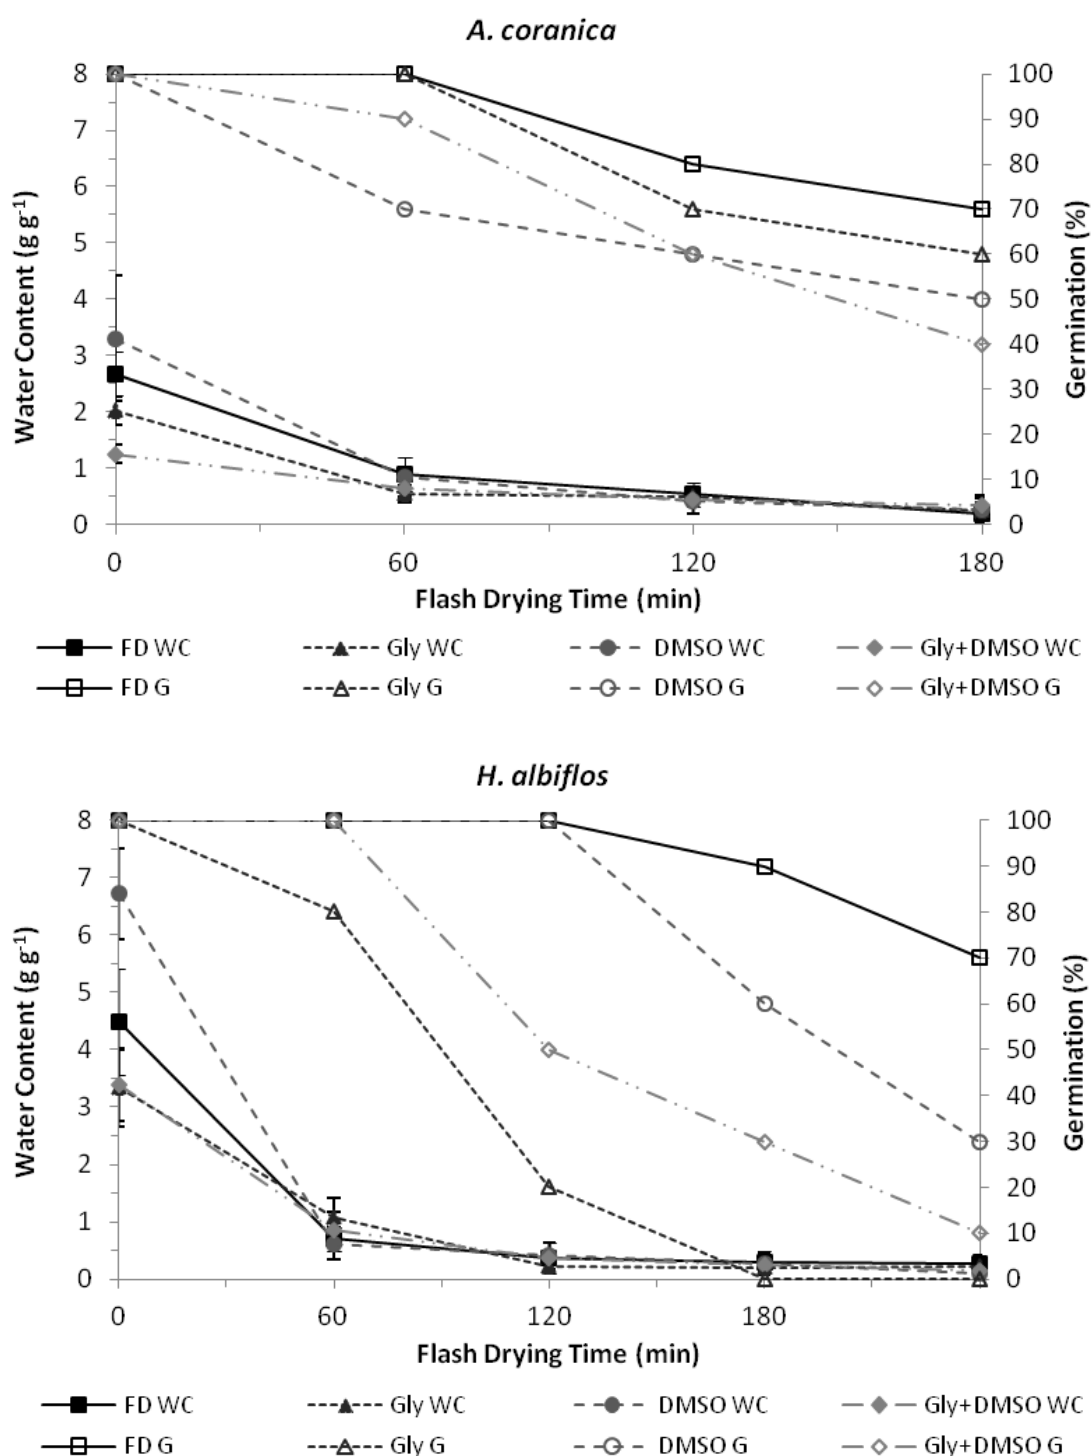 A. coranica
8
7
6
5
4
3
2
1
0
Water Content (g g⁻¹)
100
90
80
70
60
50
40
30
20
10
0
Germination (%)
0 60 120 180
Flash Drying Time (min)
FD WC Gly WC DMSO WC Gly+DMSO WC
FD G Gly G DMSO G Gly+DMSO G
H. albiflos
8
7
6
5
4
3
2
1
0
Water Content (g g⁻¹)
100
90
80
70
60
50
40
30
20
10
0
Germination (%)
0 60 120 180
Flash Drying Time (min)
FD WC Gly WC DMSO WC Gly+DMSO WC
FD G Gly G DMSO G Gly+DMSO G